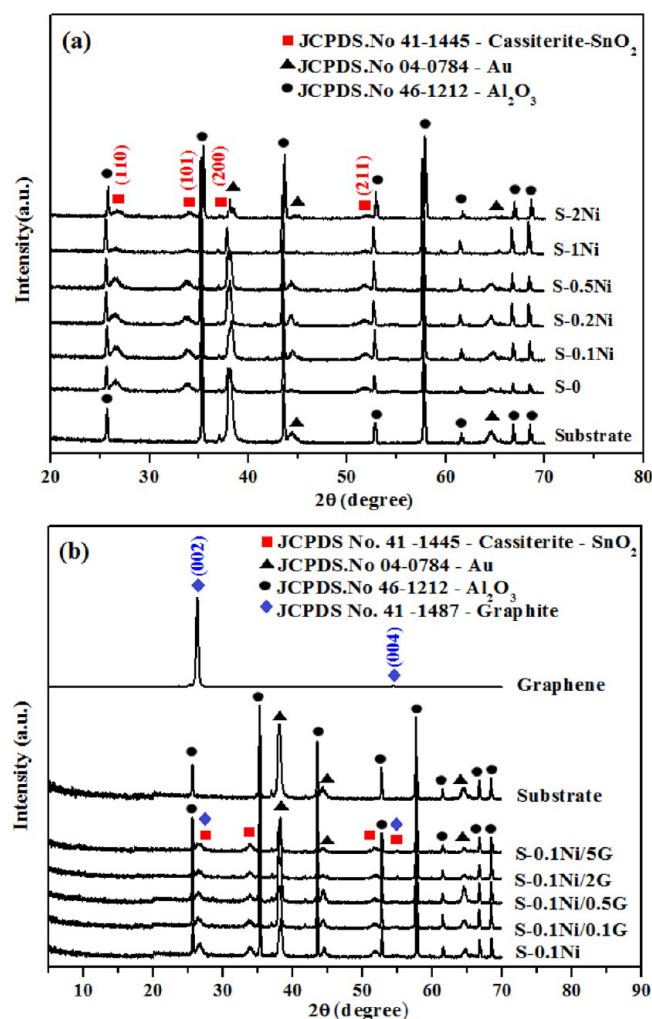 (a)
JCPDS.No 41-1445 - Cassiterite-SnO2
JCPDS.No 04-0784 - Au
JCPDS.No 46-1212 - Al2O3
(110)
(101)
(200)
(211)
S-2Ni
S-1Ni
S-0.5Ni
S-0.2Ni
S-0.1Ni
S-0
Substrate
Intensity(a.u.)
20 30 40 50 60 70 80
2θ (degree)
(b)
JCPDS No. 41 -1445 - Cassiterite - SnO2
JCPDS.No 04-0784 - Au
JCPDS.No 46-1212 - Al2O3
JCPDS No. 41 -1487 - Graphite
(002)
(004)
Graphene
Substrate
S-0.1Ni/5G
S-0.1Ni/2G
S-0.1Ni/0.5G
S-0.1Ni/0.1G
S-0.1Ni
Intensity (a.u.)
10 20 30 40 50 60 70 80 90
2θ (degree)